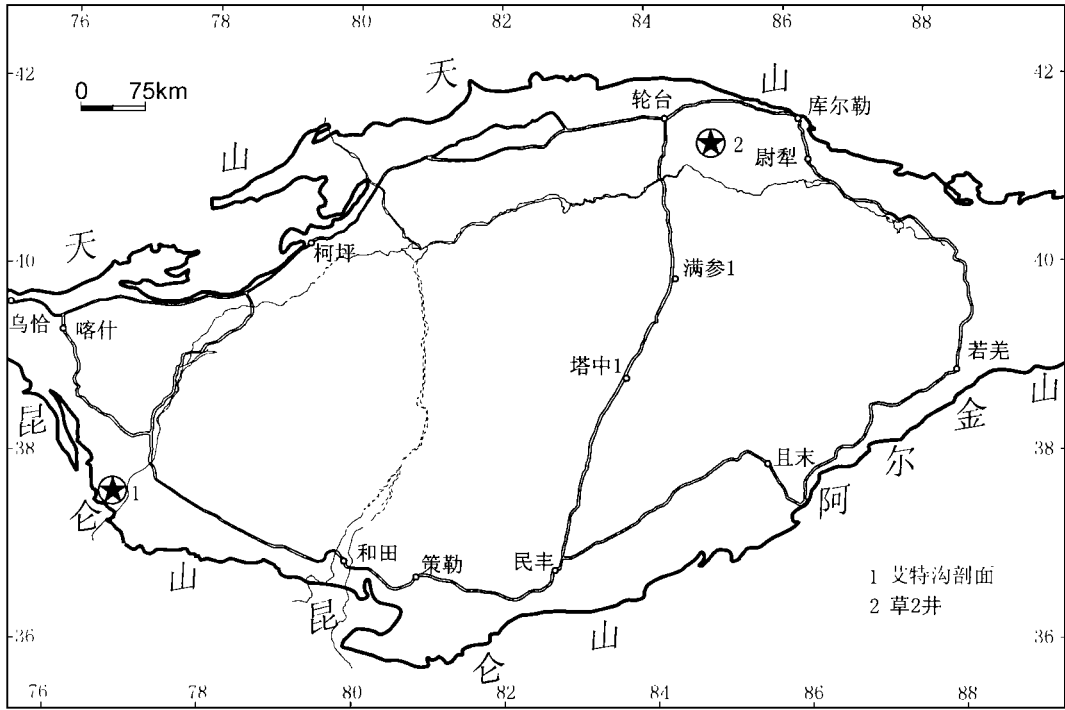 76 78 80 82 84 86 88
42 天 山 42
0 75km
轮台 库尔勒
2
尉犁
山
天
柯坪
40 40
满参1
乌恰 喀什
若羌
塔中1
昆
金 山
38 且末 尔 38
1
仑 阿
和田 民丰
策勒
山
1 艾特沟剖面
昆 山
2 草2井
36 仑 36
76 78 80 82 84 86 88